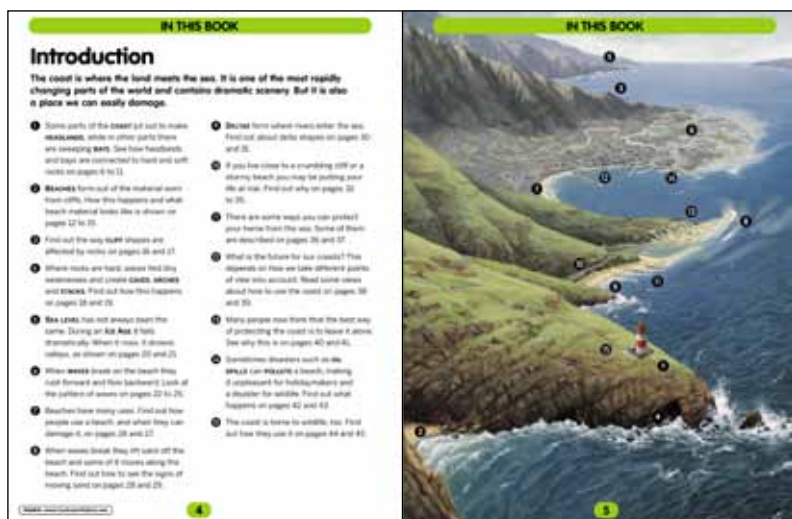 IN THIS BOOK
Introduction
The coast is where the land meets the sea. It is one of the most rapidly
changing parts of the world and contains dramatic scenery. But it is also
a place we can easily damage.
1 Some parts of the COAST jut out to make
HEADLANDS, while in other parts there
are sweeping BAYS. See how headlands
and bays are connected to hard and soft
rocks on pages 6 to 11.
2 BEACHES form out of the material worn
from cliffs. How this happens and what
beach material looks like is shown on
pages 12 to 15.
3 Find out the way CLIFF shapes are
affected by rocks on pages 16 and 17.
4 Where rocks are hard, waves find tiny
weaknesses and create CAVES, ARCHES
and STACKS. Find out how this happens
on pages 18 and 19.
5 SEA LEVEL has not always been the
same. During an ICE AGE it falls
dramatically. When it rises, it drowns
valleys, as shown on pages 20 and 21.
6 When WAVES break on the beach they
rush forward and flow backward. Look at
the pattern of waves on pages 22 to 25.
7 Beaches have many uses. Find out how
people use a beach, and when they can
damage it, on pages 26 and 27.
8 When waves break they lift sand off the
beach and some of it moves along the
beach. Find out how to see the signs of
moving sand on pages 28 and 29.
9 DELTAS form where rivers enter the sea.
Find out about delta shapes on pages 30
and 31.
10 If you live close to a crumbling cliff or a
stormy beach you may be putting your
life at risk. Find out why on pages 32
to 35.
11 There are some ways you can protect
your home from the sea. Some of them
are described on pages 36 and 37.
12 What is the future for our coasts? This
depends on how we take different points
of view into account. Read some views
about how to use the coast on pages 38
and 39.
13 Many people now think that the best way
of protecting the coast is to leave it alone.
See why this is on pages 40 and 41.
14 Sometimes disasters such as OIL
SPILLS can POLLUTE a beach, making
it unpleasant for holidaymakers and
a disaster for wildlife. Find out what
happens on pages 42 and 43.
15 The coast is home to wildlife, too. Find
out how they use it on pages 44 and 45.
4
IN THIS BOOK
5